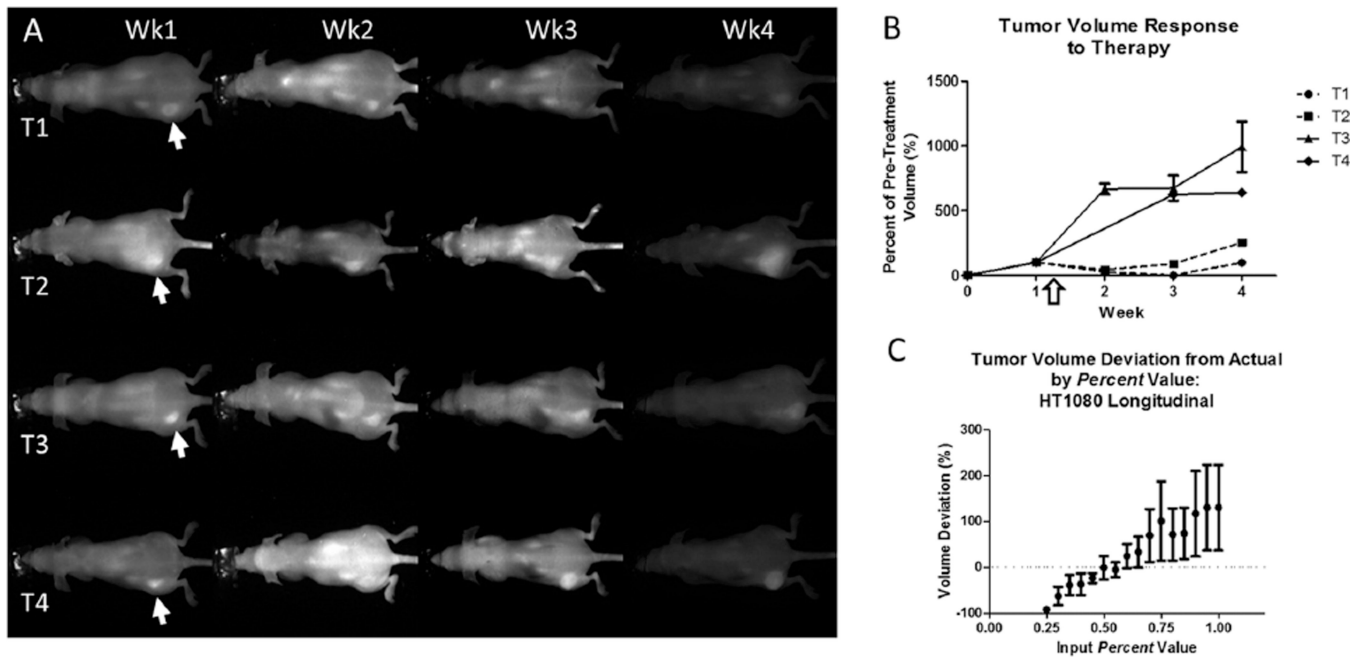 A
Wk1 Wk2 Wk3 Wk4
T1
T2
T3
T4
B
Tumor Volume Response
to Therapy
Percent of Pre-Treatment
Volume (%)
1500
1000
500
0
0 1 2 3 4
Week
T1
T2
T3
T4
C
Tumor Volume Deviation from Actual
by Percent Value:
HT1080 Longitudinal
Volume Deviation (%)
300
200
100
0
-100
0.00 0.25 0.50 0.75 1.00
Input Percent Value